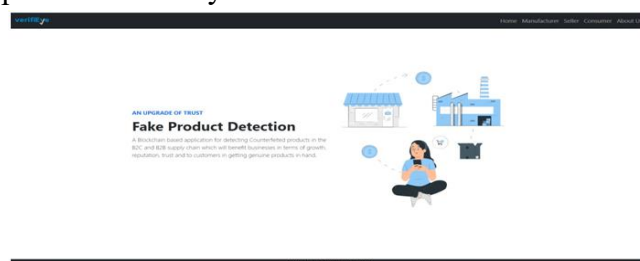 verifEye
Home Manufacturer Seller Consumer About U
AN UPGRADE OF TRUST
Fake Product Detection
A Blockchain based application for detecting Counterfeited products in the
B2C and B2B supply chain which will benefit businesses in terms of growth,
reputation, trust and to customers in getting genuine products in hand.